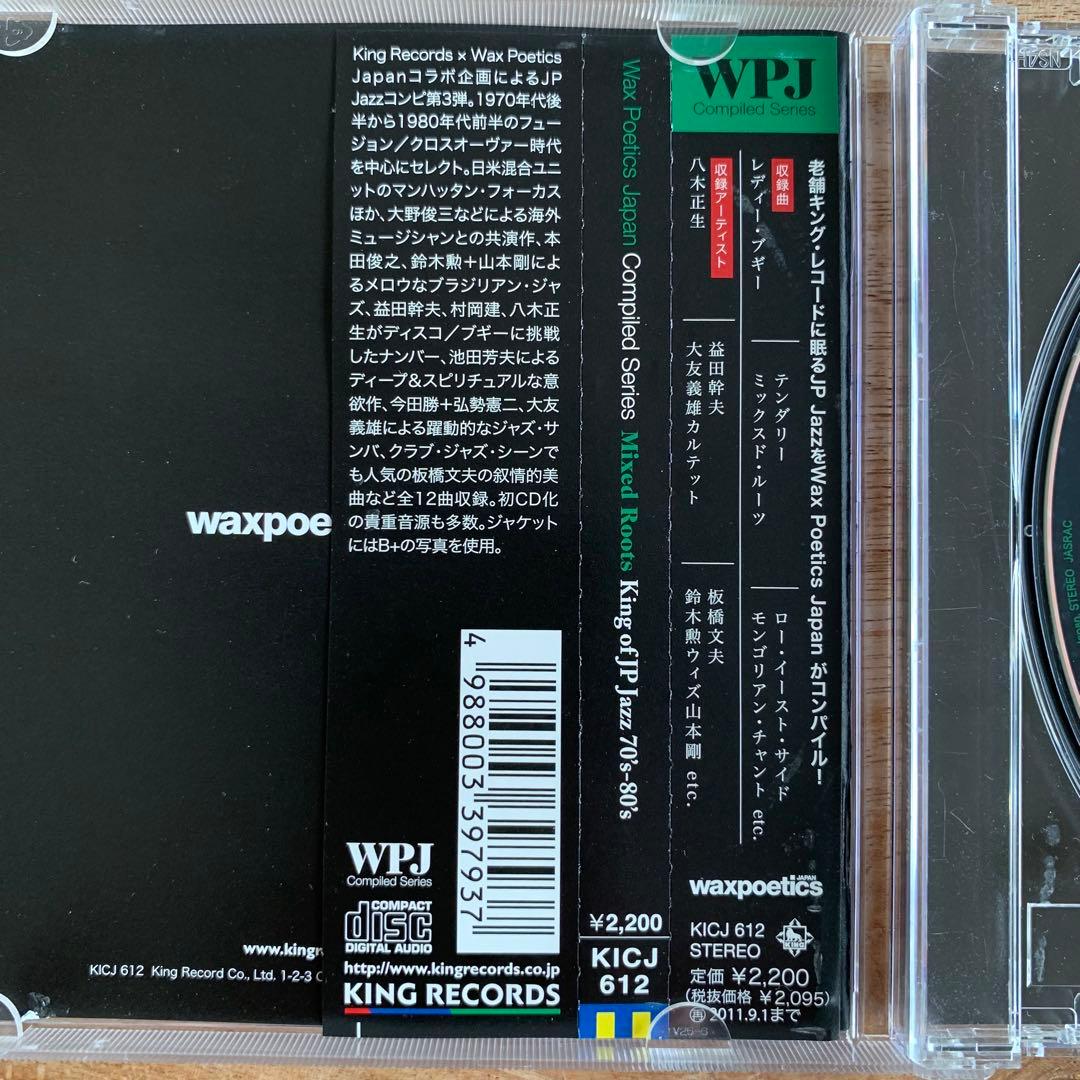 King Records × Wax Poetics
Japanコラボ企画によるJP
Jazzコンピ第3弾。1970年代後
半から1980年代前半のフュー
ジョン／クロスオーヴァー時代
を中心にセレクト。日米混合ユニ
ットのマンハッタン・フォーカス
ほか、大野俊三などによる海外
ミュージシャンとの共演作、本
田俊之、鈴木勲＋山本剛によ
るメロウなブラジリアン・ジャ
ズ、益田幹夫、村岡建、八木正
生がディスコ／ブギーに挑戦
したナンバー、池田芳夫による
ディープ＆スピリチュアルな意
欲作、今田勝＋弘勢憲二、大友
義雄による躍動的なジャズ・サ
ンバ、クラブ・ジャズ・シーンで
も人気の板橋文夫の叙情的美
曲など全12曲収録。初CD化
の貴重音源も多数。ジャケット
にはB+の写真を使用。
waxpoe
4 988003 397937
WPJ
Compiled Series
COMPACT
disc
DIGITAL AUDIO
http://www.kingrecords.co.jp
KING RECORDS
www.kingr
KICJ 612 King Record Co., Ltd. 1-2-3
Wax Poetics Japan Compiled Series Mixed Roots King of JP Jazz 70's-80's
¥2,200
KICJ
612
WPJ
Compiled Series
老舗キング・レコードに眠るJP JazzをWax Poetics Japan がコンパイル！
収録曲
レディー・ブギー
テンダリー
ミックスド・ルーツ
ロー・イースト・サイド
モンゴリアン・チャント etc.
収録アーティスト
八木正生
益田幹夫
大友義雄カルテット
板橋文夫
鈴木勲ウィズ山本剛 etc.
waxpoetics
JAPAN
KICJ 612
STEREO
KING
定価 ¥2,200
(税抜価格 ¥2,095)
再 2011.9.1まで
STEREO JASRAC